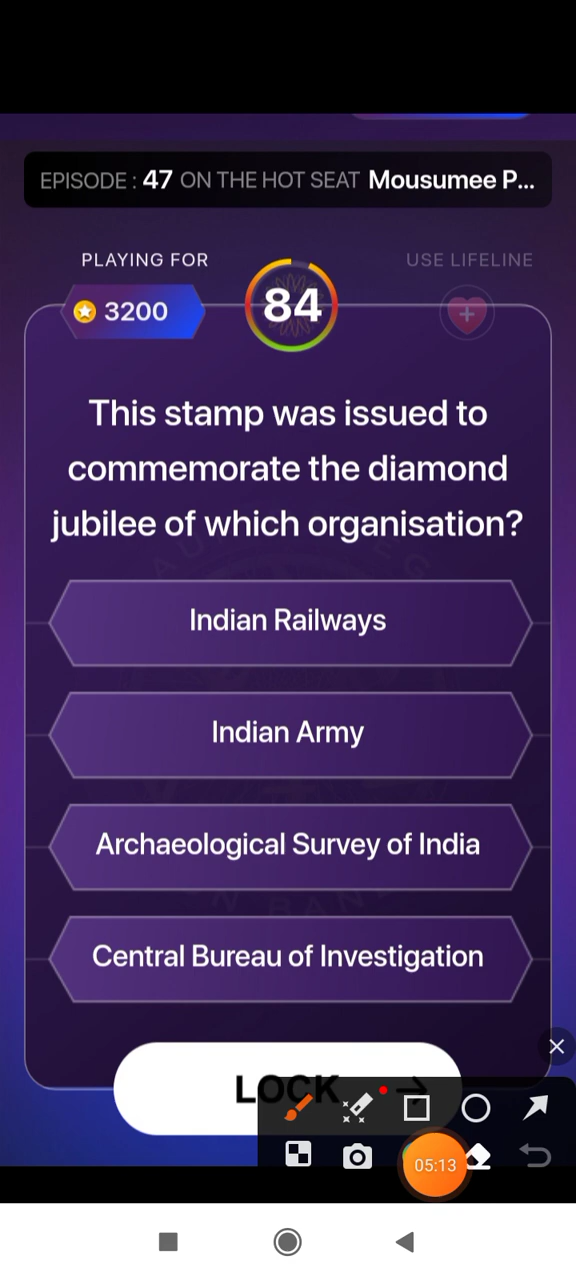 EPISODE : 47 ON THE HOT SEAT Mousumee P...
PLAYING FOR
USE LIFELINE
3200
84
This stamp was issued to
commemorate the diamond
jubilee of which organisation?
Indian Railways
Indian Army
Archaeological Survey of India
Central Bureau of Investigation
LOCK
05:13